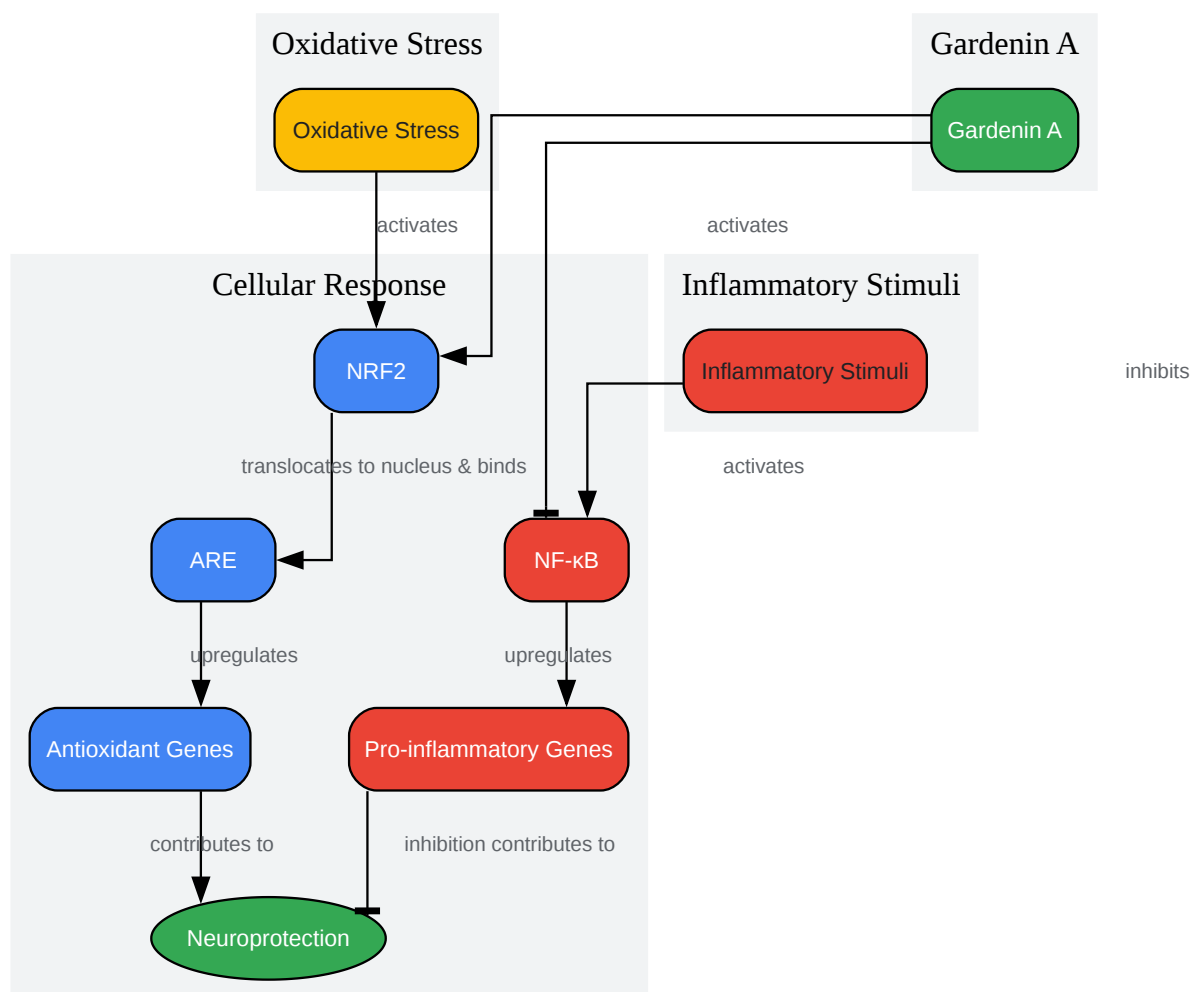 Oxidative Stress
Gardenin A
Oxidative Stress
Gardenin A
activates
activates
Cellular Response
Inflammatory Stimuli
NRF2
Inflammatory Stimuli
inhibits
translocates to nucleus & binds
activates
ARE
NF-κB
upregulates
upregulates
Antioxidant Genes
Pro-inflammatory Genes
contributes to
inhibition contributes to
Neuroprotection